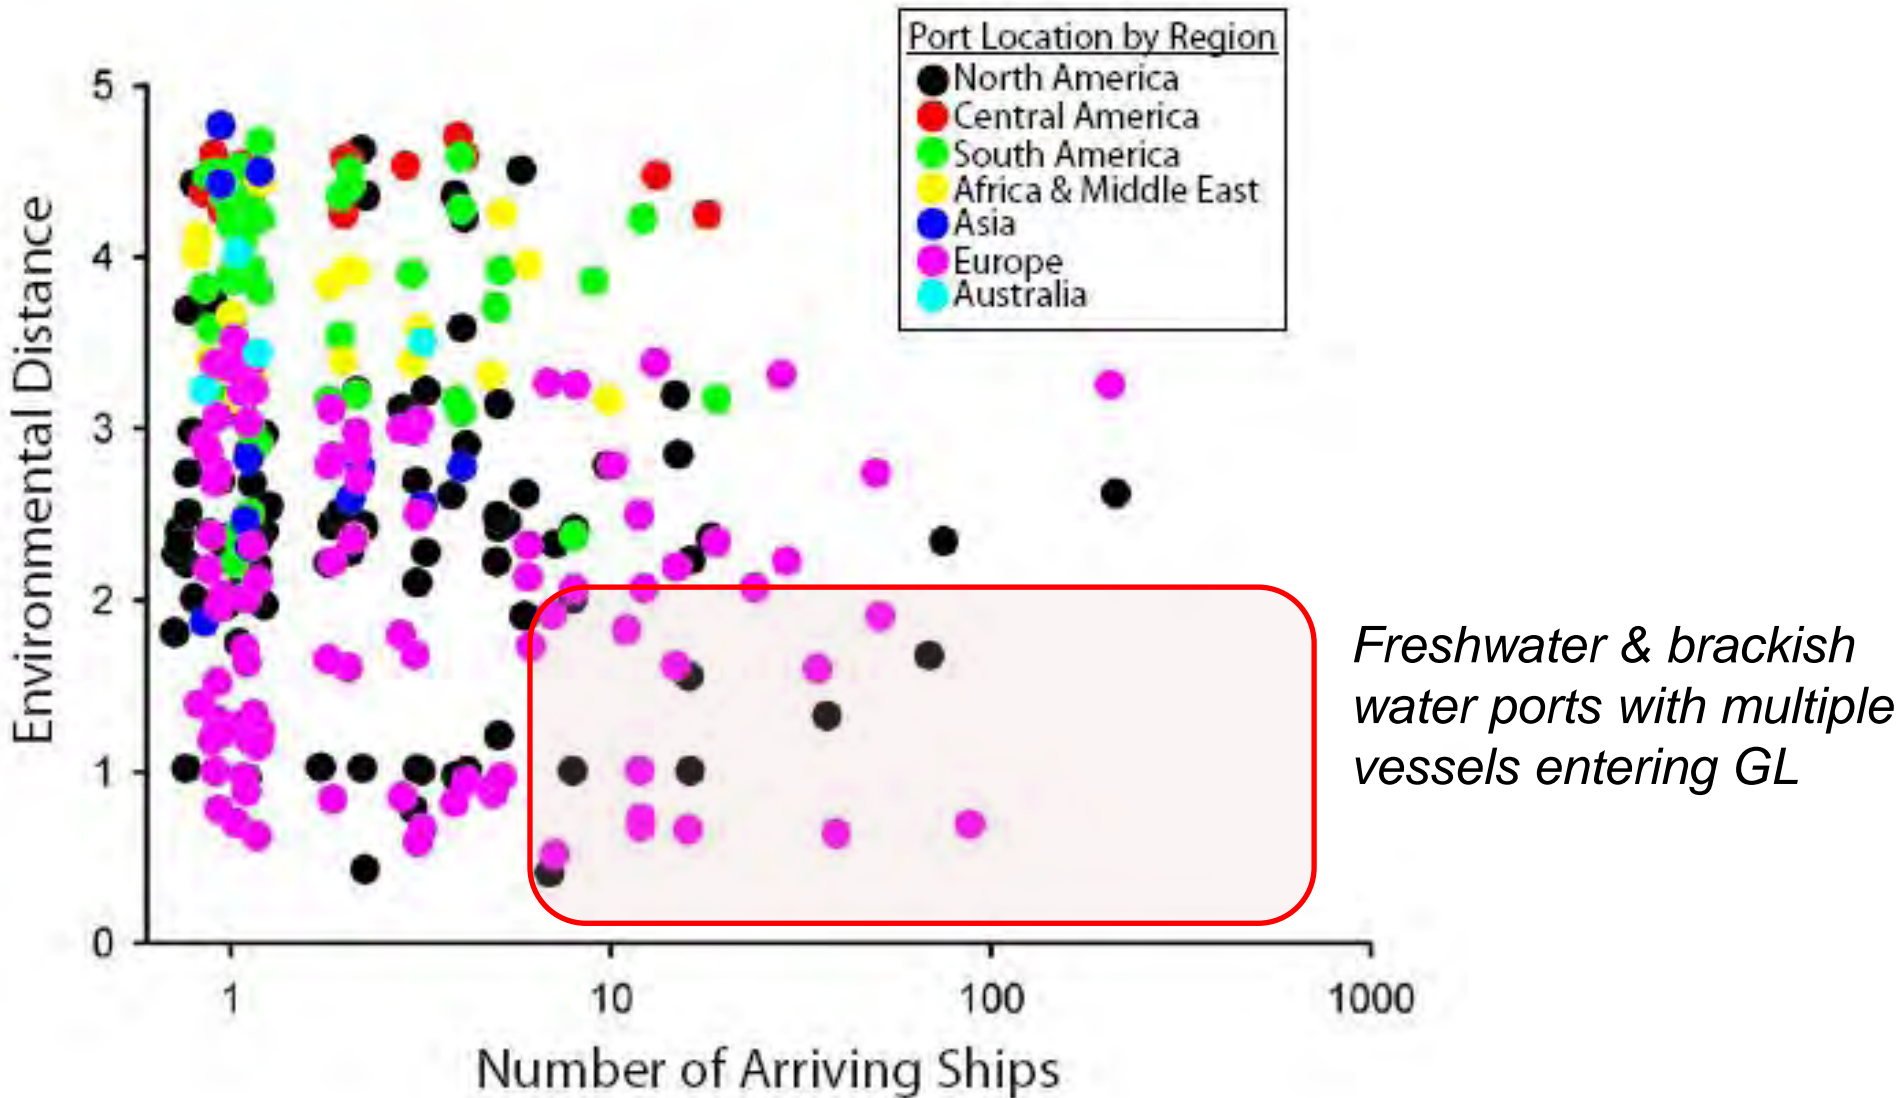 Port Location by Region
North America
Central America
South America
Africa & Middle East
Asia
Europe
Australia
Environmental Distance
5
4
3
2
1
0
Freshwater & brackish
water ports with multiple
vessels entering GL
1 10 100 1000
Number of Arriving Ships